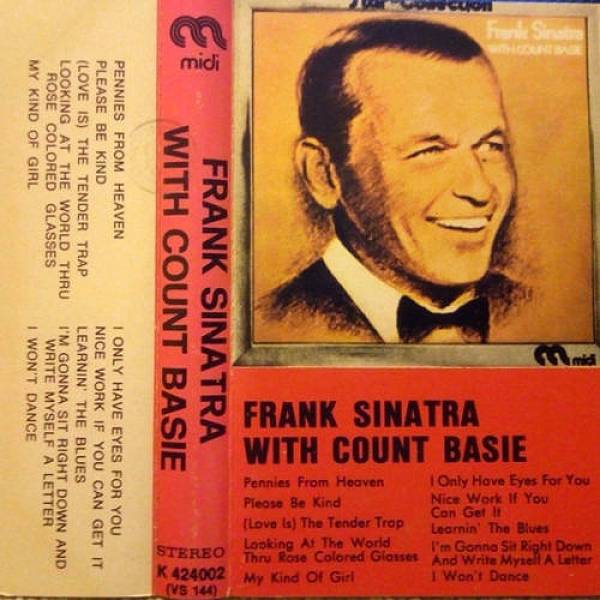 PENNIES FROM HEAVEN
PLEASE BE KIND
(LOVE IS) THE TENDER TRAP
LOOKING AT THE WORLD THRU
ROSE COLORED GLASSES
MY KIND OF GIRL
I ONLY HAVE EYES FOR YOU
NICE WORK IF YOU CAN GET IT
LEARNIN' THE BLUES
I'M GONNA SIT RIGHT DOWN AND
WRITE MYSELF A LETTER
I WON'T DANCE
midi
FRANK SINATRA
WITH COUNT BASIE
STEREO
K 424002
(VS 144)
Star-Collection
Frank Sinatra
WITH COUNT BASIE
midi
FRANK SINATRA
WITH COUNT BASIE
Pennies From Heaven
Please Be Kind
(Love Is) The Tender Trap
Looking At The World
Thru Rose Colored Glasses
My Kind Of Girl
I Only Have Eyes For You
Nice Work If You
Can Get It
Learnin' The Blues
I'm Gonna Sit Right Down
And Write Myself A Letter
I Won't Dance